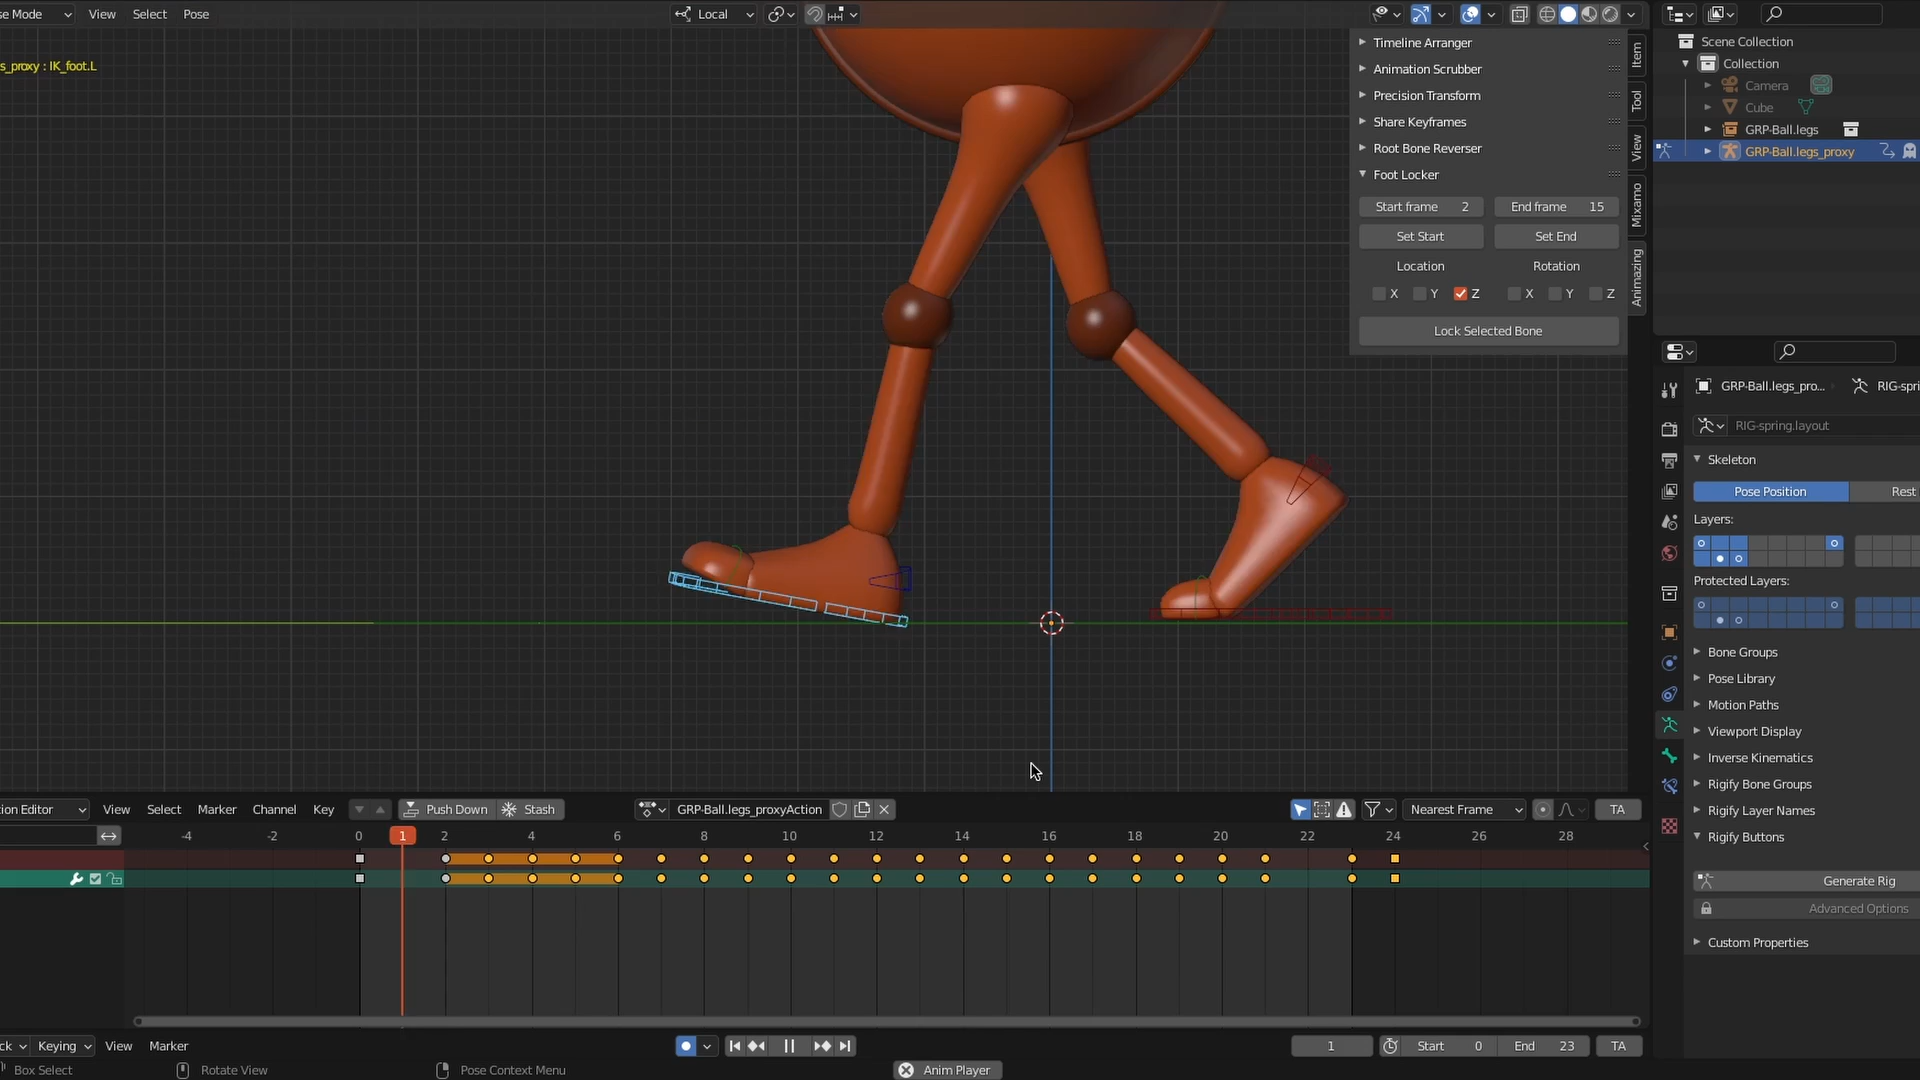 se Mode View Select Pose Local
s_proxy : IK_foot.L
Timeline Arranger
Animation Scrubber
Precision Transform
Share Keyframes
Root Bone Reverser
Foot Locker
Start frame 2 End frame 15
Set Start Set End
Location Rotation
X Y Z X Y Z
Lock Selected Bone
Item
Tool
View
Mixamo
Animazing
Scene Collection
Collection
Camera
Cube
GRP-Ball.legs
GRP-Ball.legs_proxy
GRP-Ball.legs_pro... RIG-spri
RIG-spring.layout
Skeleton
Pose Position Rest
Layers:
Protected Layers:
Bone Groups
Pose Library
Motion Paths
Viewport Display
Inverse Kinematics
Rigify Bone Groups
Rigify Layer Names
Rigify Buttons
Generate Rig
Advanced Options
Custom Properties
ion Editor View Select Marker Channel Key Push Down Stash GRP-Ball.legs_proxyAction Nearest Frame TA
-4 -2 0 1 2 4 6 8 10 12 14 16 18 20 22 24 26 28
ck Keying View Marker 1 Start 0 End 23 TA
Box Select Rotate View Pose Context Menu Anim Player